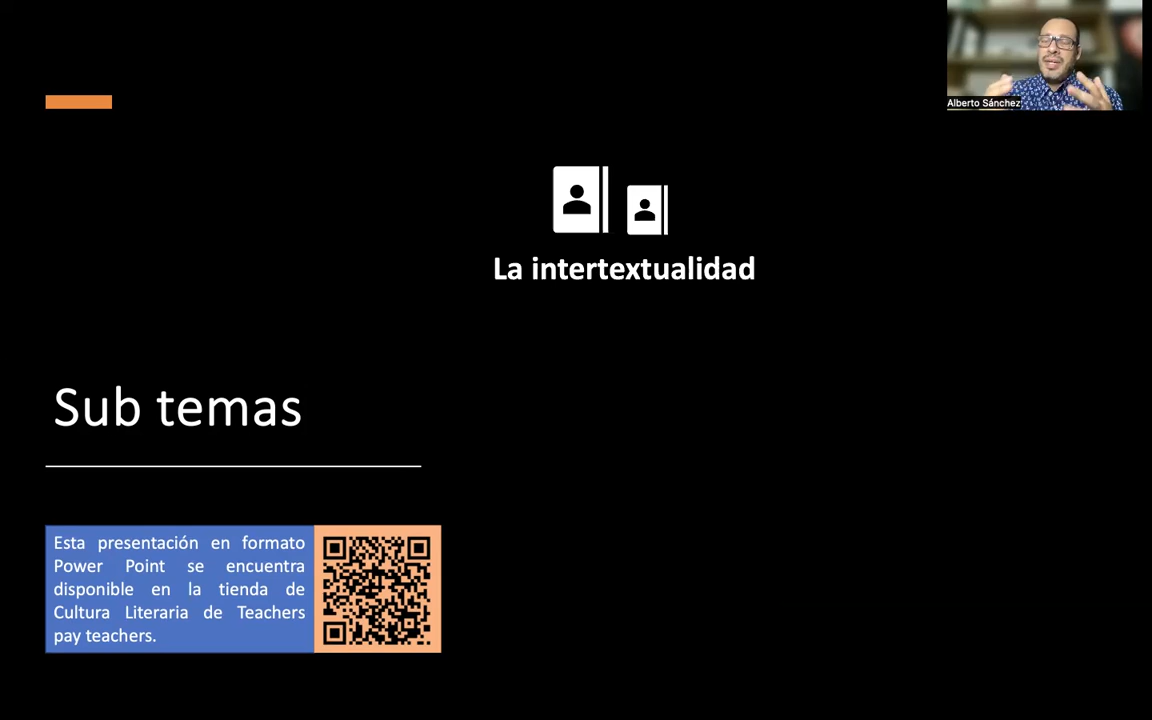 Alberto Sánchez
La intertextualidad
Sub temas
Esta presentación en formato
Power Point se encuentra
disponible en la tienda de
Cultura Literaria de Teachers
pay teachers.